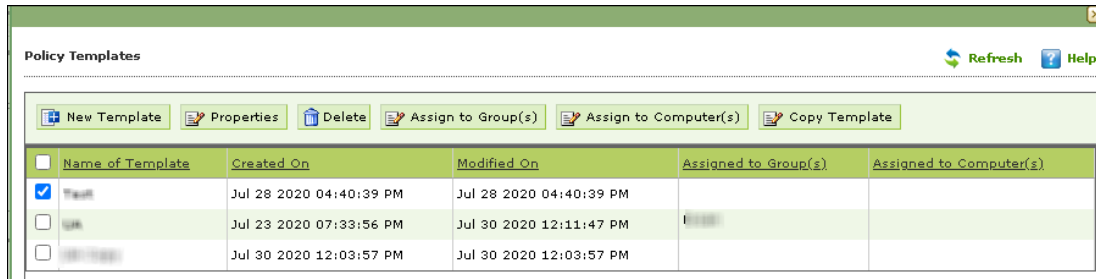 Policy Templates
Refresh Help
New Template Properties Delete Assign to Group(s) Assign to Computer(s) Copy Template
Name of Template Created On Modified On Assigned to Group(s) Assigned to Computer(s)
Jul 28 2020 04:40:39 PM Jul 28 2020 04:40:39 PM
Jul 23 2020 07:33:56 PM Jul 30 2020 12:11:47 PM
Jul 30 2020 12:03:57 PM Jul 30 2020 12:03:57 PM